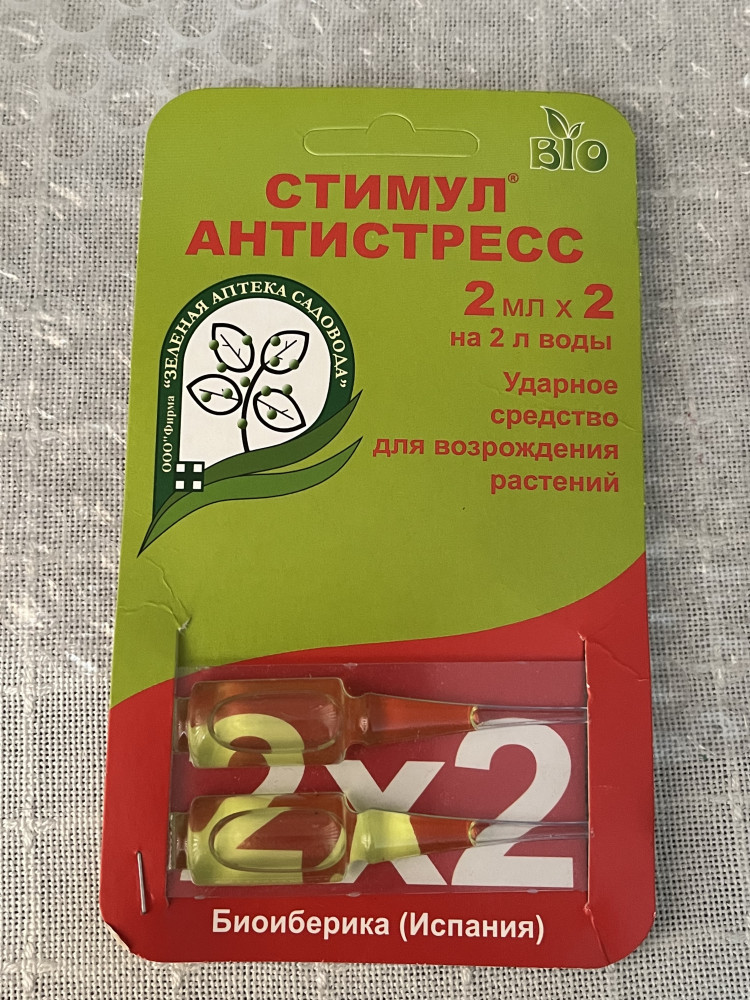 BIO
СТИМУЛ®
АНТИСТРЕСС
2 мл х 2
на 2 л воды
ООО"Фирма "ЗЕЛЕНАЯ АПТЕКА САДОВОДА"
Ударное
средство
для возрождения
растений
2x2
Биоиберика (Испания)